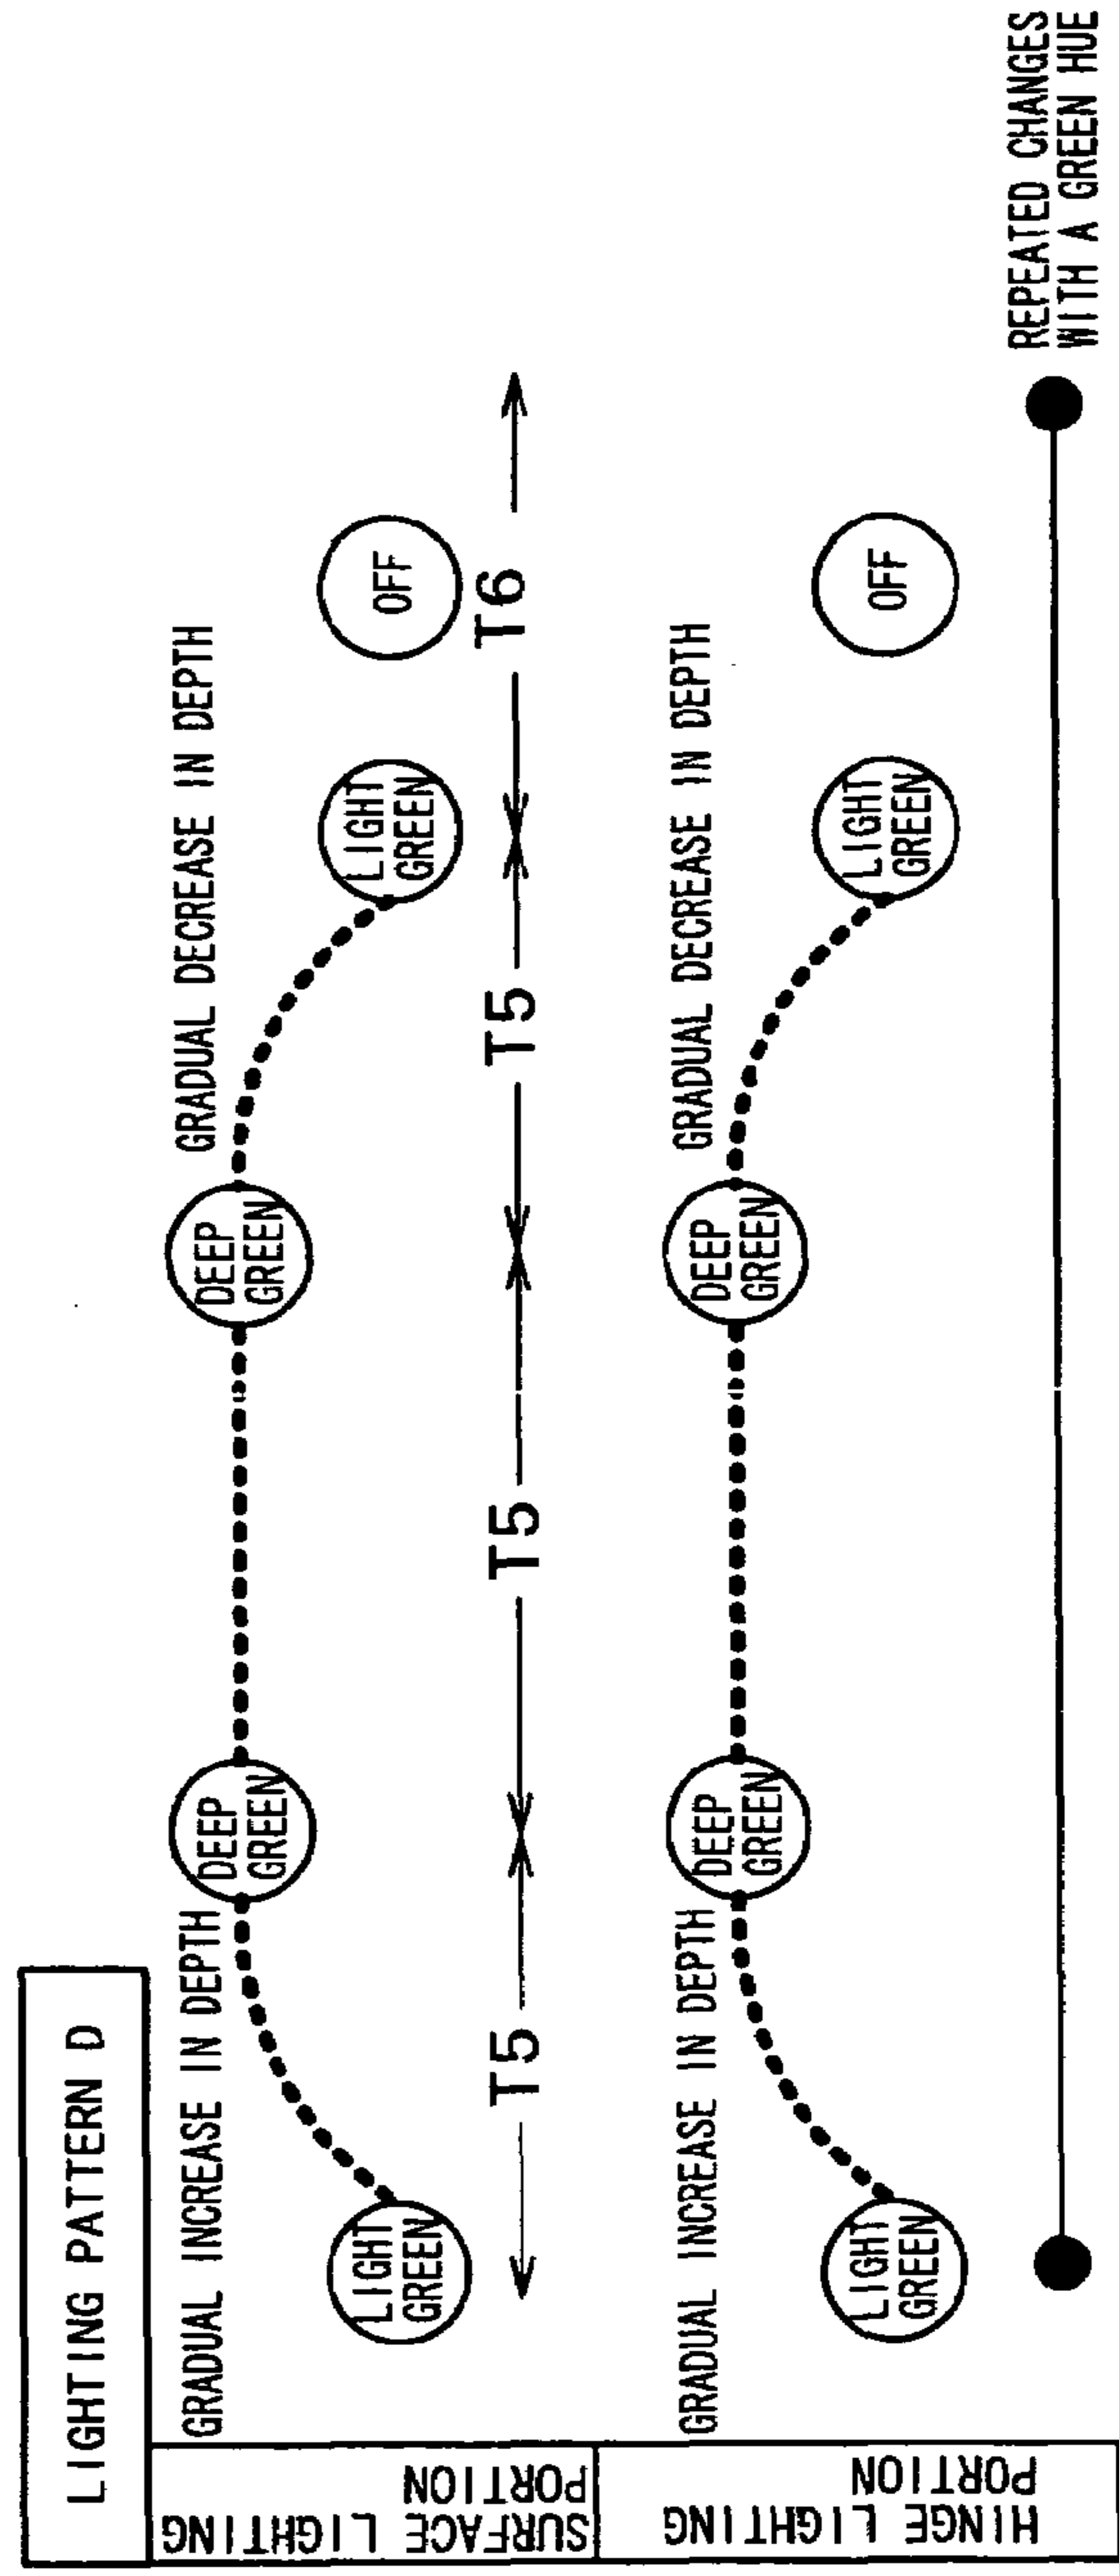 LIGHTING PATTERN D
SURFACE LIGHTING
PORTION
GRADUAL INCREASE IN DEPTH
GRADUAL DECREASE IN DEPTH
LIGHT
GREEN
DEEP
GREEN
DEEP
GREEN
LIGHT
GREEN
OFF
T5
T5
T5
T6
HINGE LIGHTING
PORTION
GRADUAL INCREASE IN DEPTH
GRADUAL DECREASE IN DEPTH
LIGHT
GREEN
DEEP
GREEN
DEEP
GREEN
LIGHT
GREEN
OFF
REPEATED CHANGES
WITH A GREEN HUE